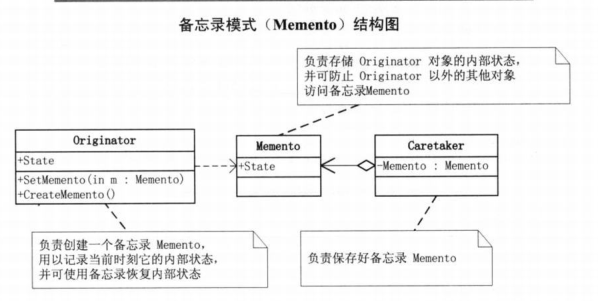 备忘录模式（Memento）结构图
负责存储 Originator 对象的内部状态，
并可防止 Originator 以外的其他对象
访问备忘录Memento
Originator
+State
+SetMemento(in m : Memento)
+CreateMemento()
Memento
+State
Caretaker
-Memento : Memento
负责创建一个备忘录 Memento，
用以记录当前时刻它的内部状态，
并可使用备忘录恢复内部状态
负责保存好备忘录 Memento